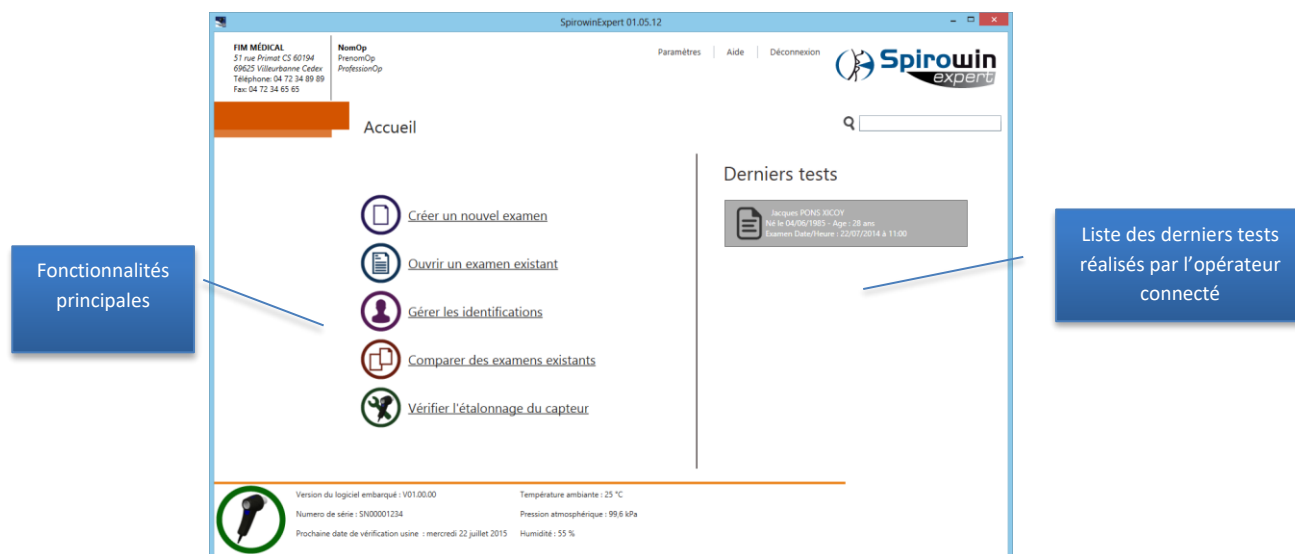 SpirowinExpert 01.05.12
FIM MÉDICAL
51 rue Primat CS 60194
69625 Villeurbanne Cedex
Téléphone: 04 72 34 89 89
Fax: 04 72 34 65 65
NomOp
PrenomOp
ProfessionOp
Paramètres
Aide
Déconnexion
Spirowin
expert
Accueil
Créer un nouvel examen
Ouvrir un examen existant
Gérer les identifications
Comparer des examens existants
Vérifier l'étalonnage du capteur
Derniers tests
Jacques PONS XICOY
Né le 04/06/1985 - Age : 28 ans
Examen Date/Heure : 22/07/2014 à 11:00
Fonctionnalités
principales
Liste des derniers tests
réalisés par l’opérateur
connecté
Version du logiciel embarqué : V01.00.00
Numero de série : SN00001234
Prochaine date de vérification usine : mercredi 22 juillet 2015
Température ambiante : 25 °C
Pression atmosphérique : 99,6 kPa
Humidité : 55 %